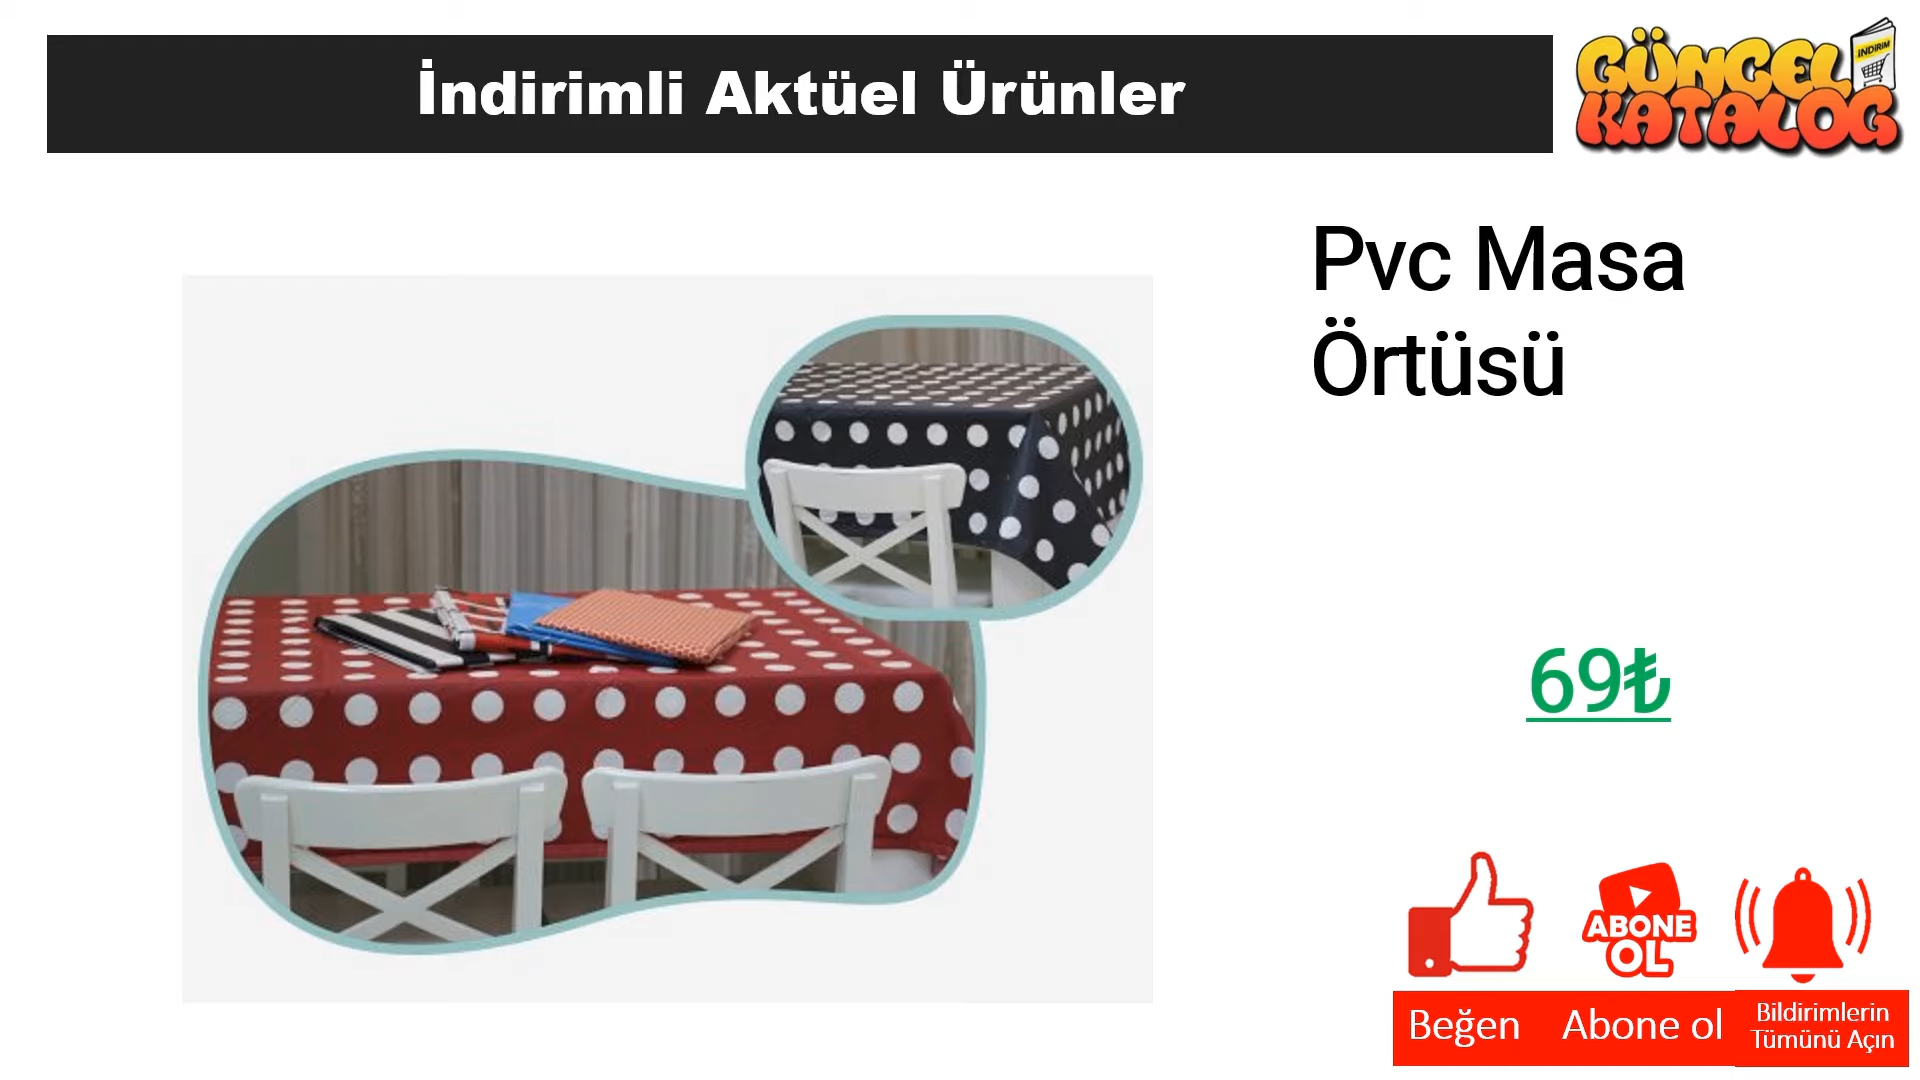 İndirimli Aktüel Ürünler
GÜNCEL
KATALOG
İNDİRİM
Pvc Masa
Örtüsü
69₺
ABONE
OL
Beğen
Abone ol
Bildirimlerin
Tümünü Açın